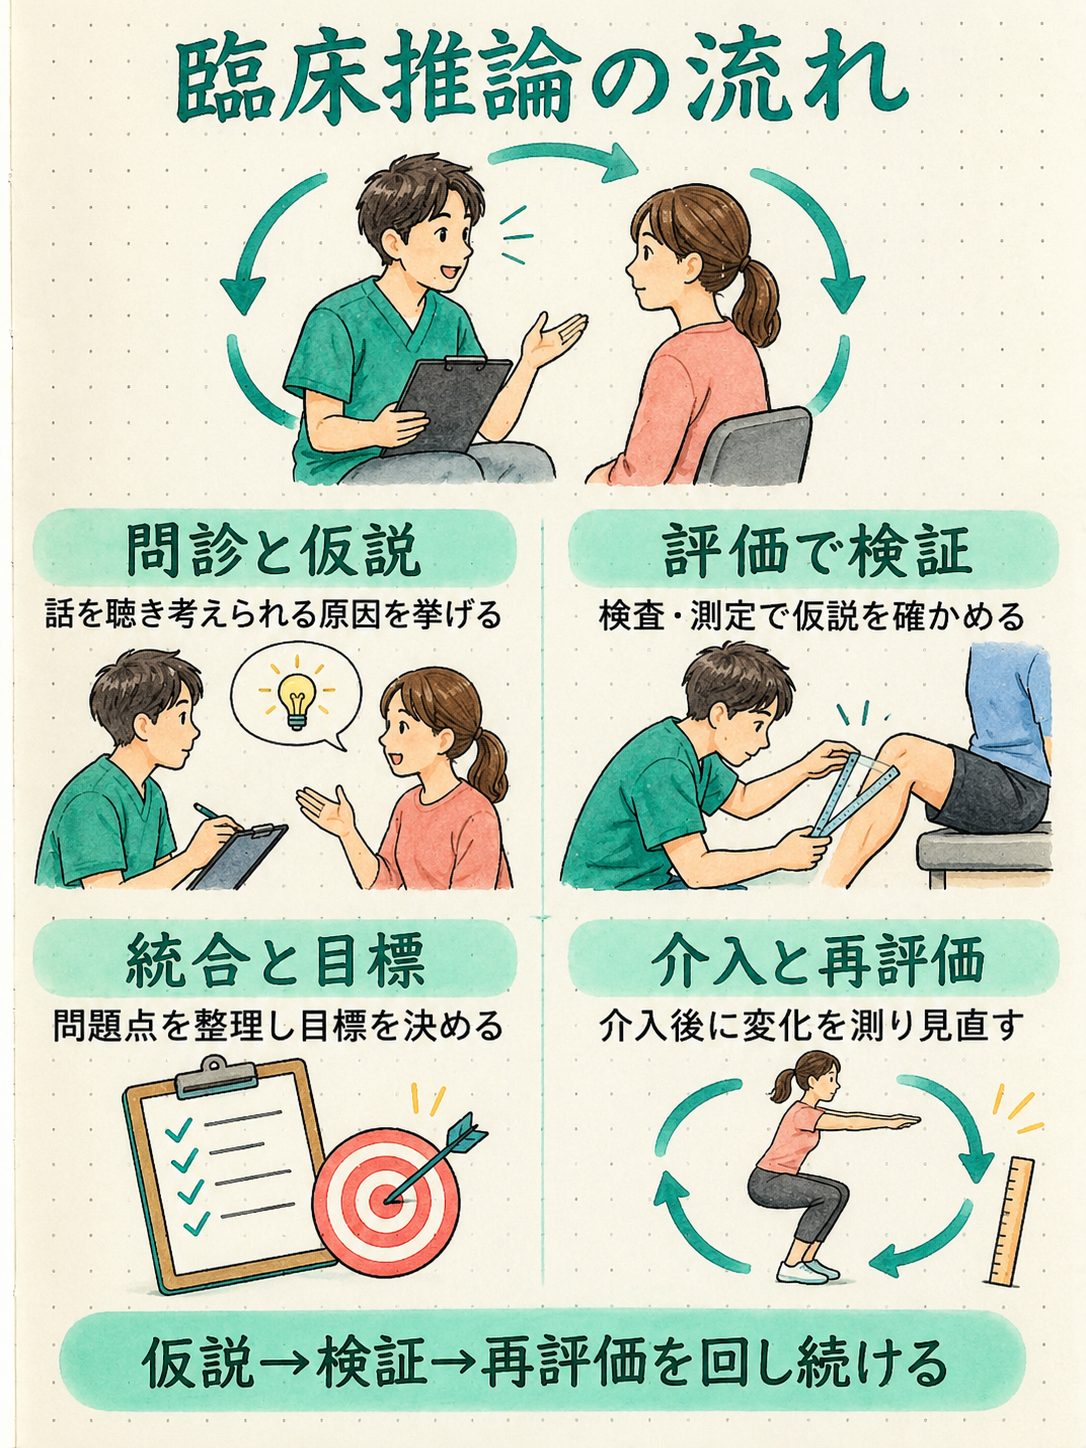 臨床推論の流れ
問診と仮説
話を聴き考えられる原因を挙げる
評価で検証
検査・測定で仮説を確かめる
統合と目標
問題点を整理し目標を決める
介入と再評価
介入後に変化を測り見直す
仮説→検証→再評価を回し続ける